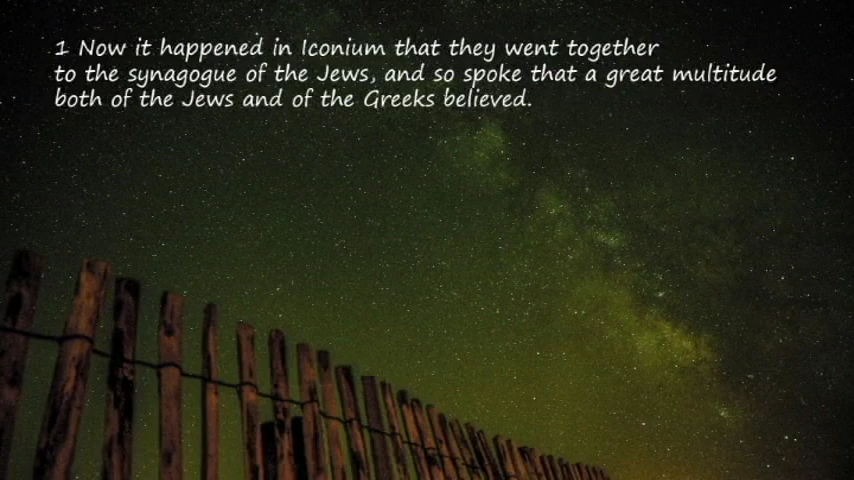 1 Now it happened in Iconium that they went together
to the synagogue of the Jews, and so spoke that a great multitude
both of the Jews and of the Greeks believed.